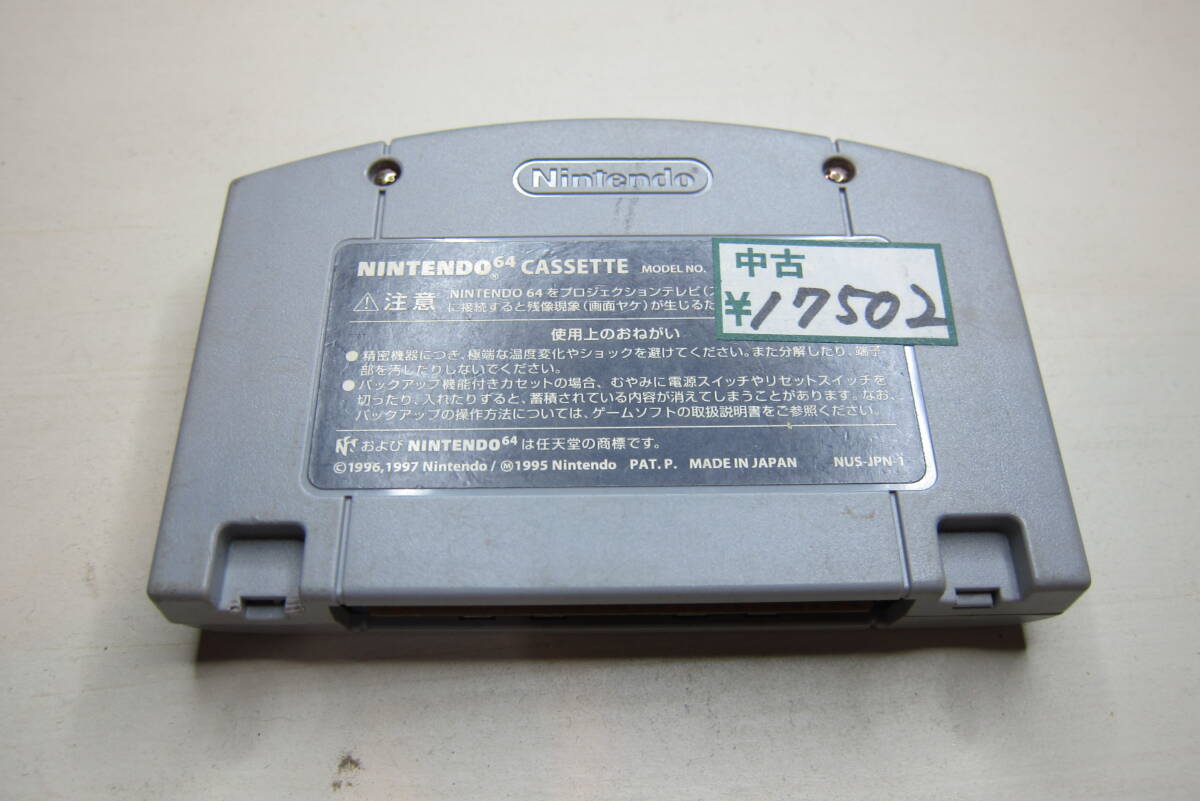 Nintendo
NINTENDO64® CASSETTE MODEL NO.
中古
¥17502
注意 NINTENDO 64をプロジェクションテレビ(
に接続すると残像現象(画面ヤケ)が生じるた
使用上のおねがい
●精密機器につき、極端な温度変化やショックを避けてください。また分解したり、端子
部を汚したりしないでください。
●バックアップ機能付きカセットの場合、むやみに電源スイッチやリセットスイッチを
切ったり、入れたりすると、蓄積されている内容が消えてしまうことがあります。なお、
バックアップの操作方法については、ゲームソフトの取扱説明書をご参照ください。
および NINTENDO64 は任天堂の商標です。
©1996,1997 Nintendo / Ⓜ1995 Nintendo PAT. P. MADE IN JAPAN NUS-JPN-1